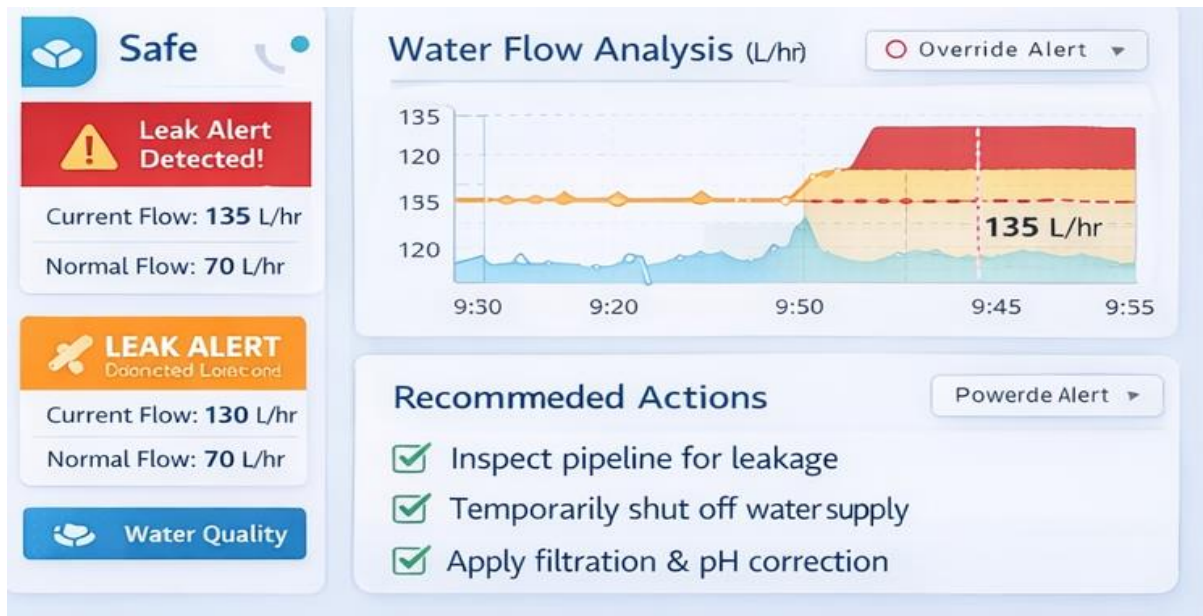 Safe
Leak Alert
Detected!
Current Flow: 135 L/hr
Normal Flow: 70 L/hr
LEAK ALERT
Current Flow: 130 L/hr
Normal Flow: 70 L/hr
Water Quality
Water Flow Analysis (L/hr)
Override Alert
135
120
155
120
135 L/hr
9:30 9:20 9:50 9:45 9:55
Recommeded Actions
Powerde Alert
Inspect pipeline for leakage
Temporarily shut off water supply
Apply filtration & pH correction